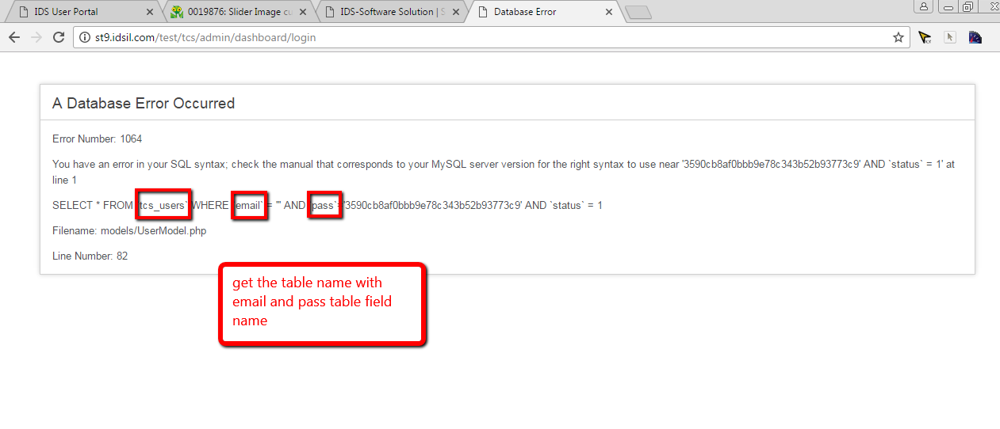 IDS User Portal
0019876: Slider Image cu
IDS-Software Solution | S
Database Error
st9.idsil.com/test/tcs/admin/dashboard/login
A Database Error Occurred
Error Number: 1064
You have an error in your SQL syntax; check the manual that corresponds to your MySQL server version for the right syntax to use near '3590cb8af0bbb9e78c343b52b93773c9' AND `status` = 1' at
line 1
SELECT * FROM `tcs_users` WHERE `email` = ''' AND `pass`='3590cb8af0bbb9e78c343b52b93773c9' AND `status` = 1
Filename: models/UserModel.php
Line Number: 82
get the table name with
email and pass table field
name